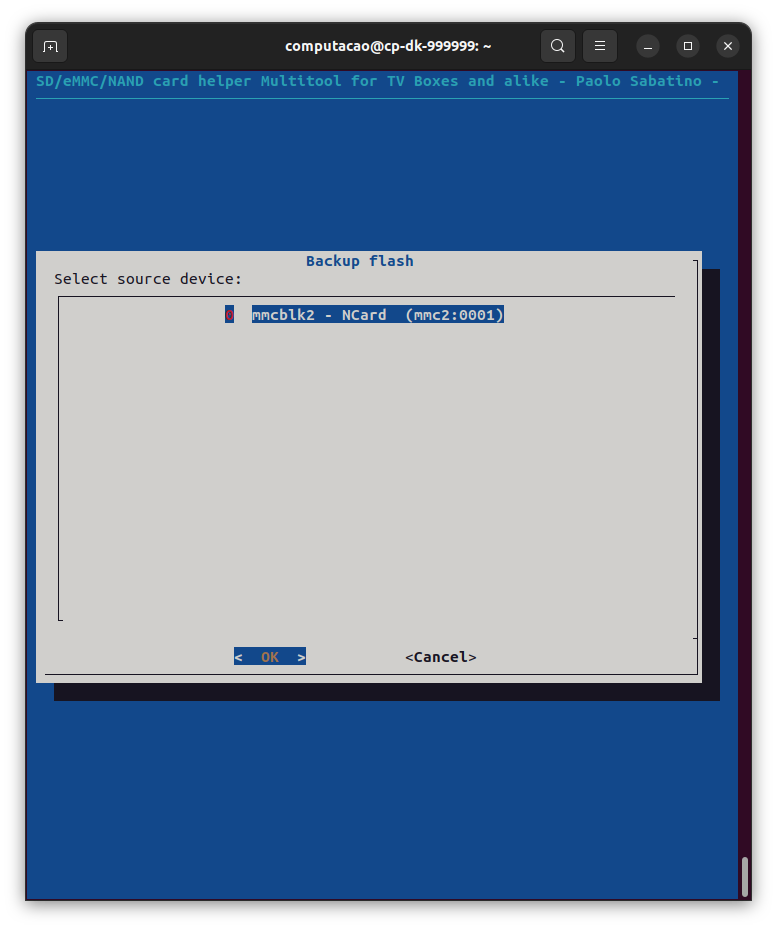 computacao@cp-dk-999999: ~
SD/eMMC/NAND card helper Multitool for TV Boxes and alike - Paolo Sabatino -
Backup flash
Select source device:
0 mmcblk2 - NCard (mmc2:0001)
< OK > <Cancel>